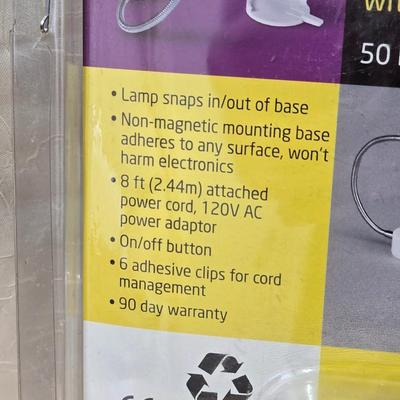 50
• Lamp snaps in/out of base
• Non-magnetic mounting base
adheres to any surface, won't
harm electronics
• 8 ft (2.44m) attached
power cord, 120V AC
power adaptor
• On/off button
• 6 adhesive clips for cord
management
• 90 day warranty